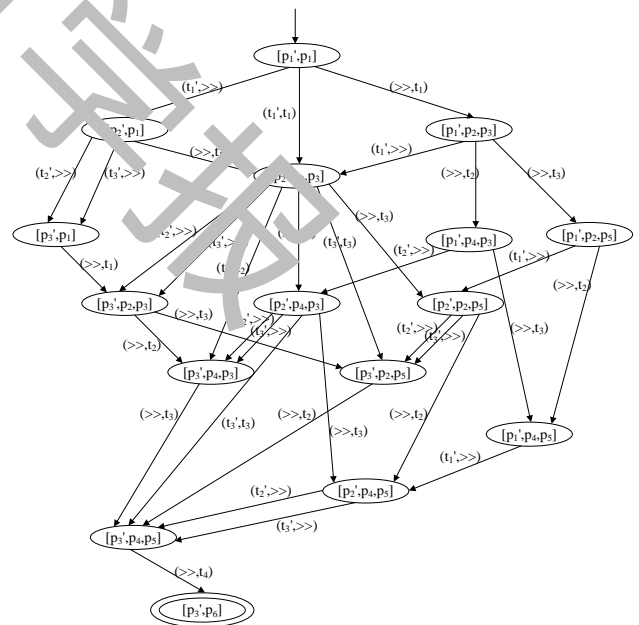 [p₁',p₁]
(t₁',>>)
(t₁',t₁)
(>>,t₁)
[p₂',p₁]
[p₁',p₂,p₃]
(t₁',>>)
(t₂',>>)
(t₃',>>)
(>>,t₂)
(>>,t₃)
(>>,t₃)
[p₃',p₁]
[p₁',p₄,p₃]
[p₁',p₂,p₅]
(t₃',t₃)
(t₂',>>)
(t₁',>>)
(>>,t₁)
(>>,t₂)
[p₃',p₂,p₃]
[p₂',p₄,p₃]
[p₂',p₂,p₅]
(>>,t₃)
(t₃',>>)
(t₂',>>)
(t₃',>>)
(>>,t₃)
(>>,t₂)
[p₃',p₄,p₃]
[p₃',p₂,p₅]
(>>,t₃)
(t₃',t₃)
(>>,t₂)
(>>,t₃)
(>>,t₂)
[p₁',p₄,p₅]
(t₁',>>)
(t₂',>>)
[p₂',p₄,p₅]
(t₃',>>)
[p₃',p₄,p₅]
(>>,t₄)
[p₃',p₆]